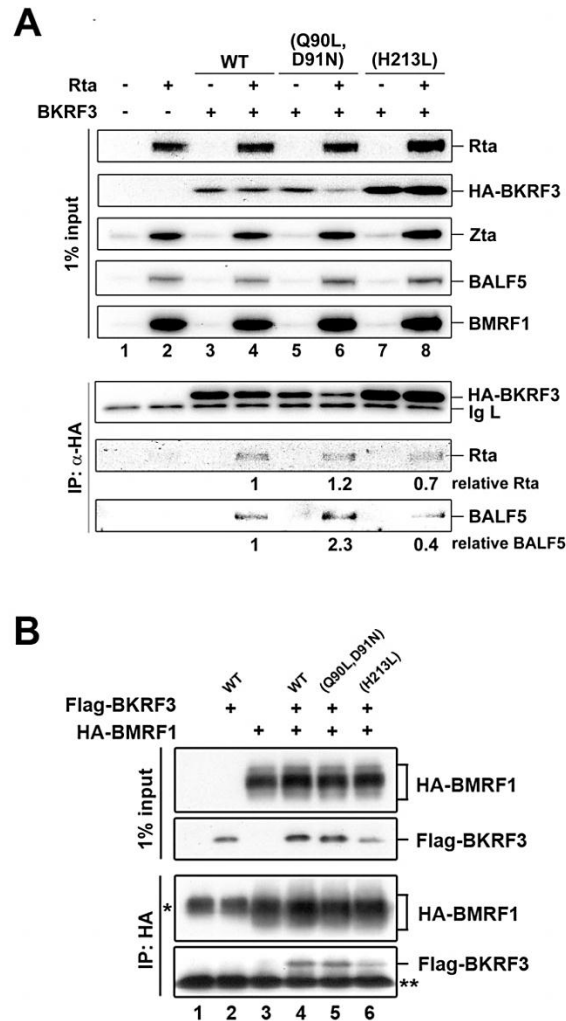 A
WT (Q90L, D91N) (H213L)
Rta - + - + - + - +
BKRF3 - - + + + + + +
1% input
Rta
HA-BKRF3
Zta
BALF5
BMRF1
1 2 3 4 5 6 7 8
IP: α-HA
HA-BKRF3
Ig L
Rta
1 1.2 0.7 relative Rta
BALF5
1 2.3 0.4 relative BALF5
B
WT WT (Q90L,D91N) (H213L)
Flag-BKRF3 + + + +
HA-BMRF1 + + + +
1% input
HA-BMRF1
Flag-BKRF3
IP: HA
* HA-BMRF1
Flag-BKRF3
**
1 2 3 4 5 6